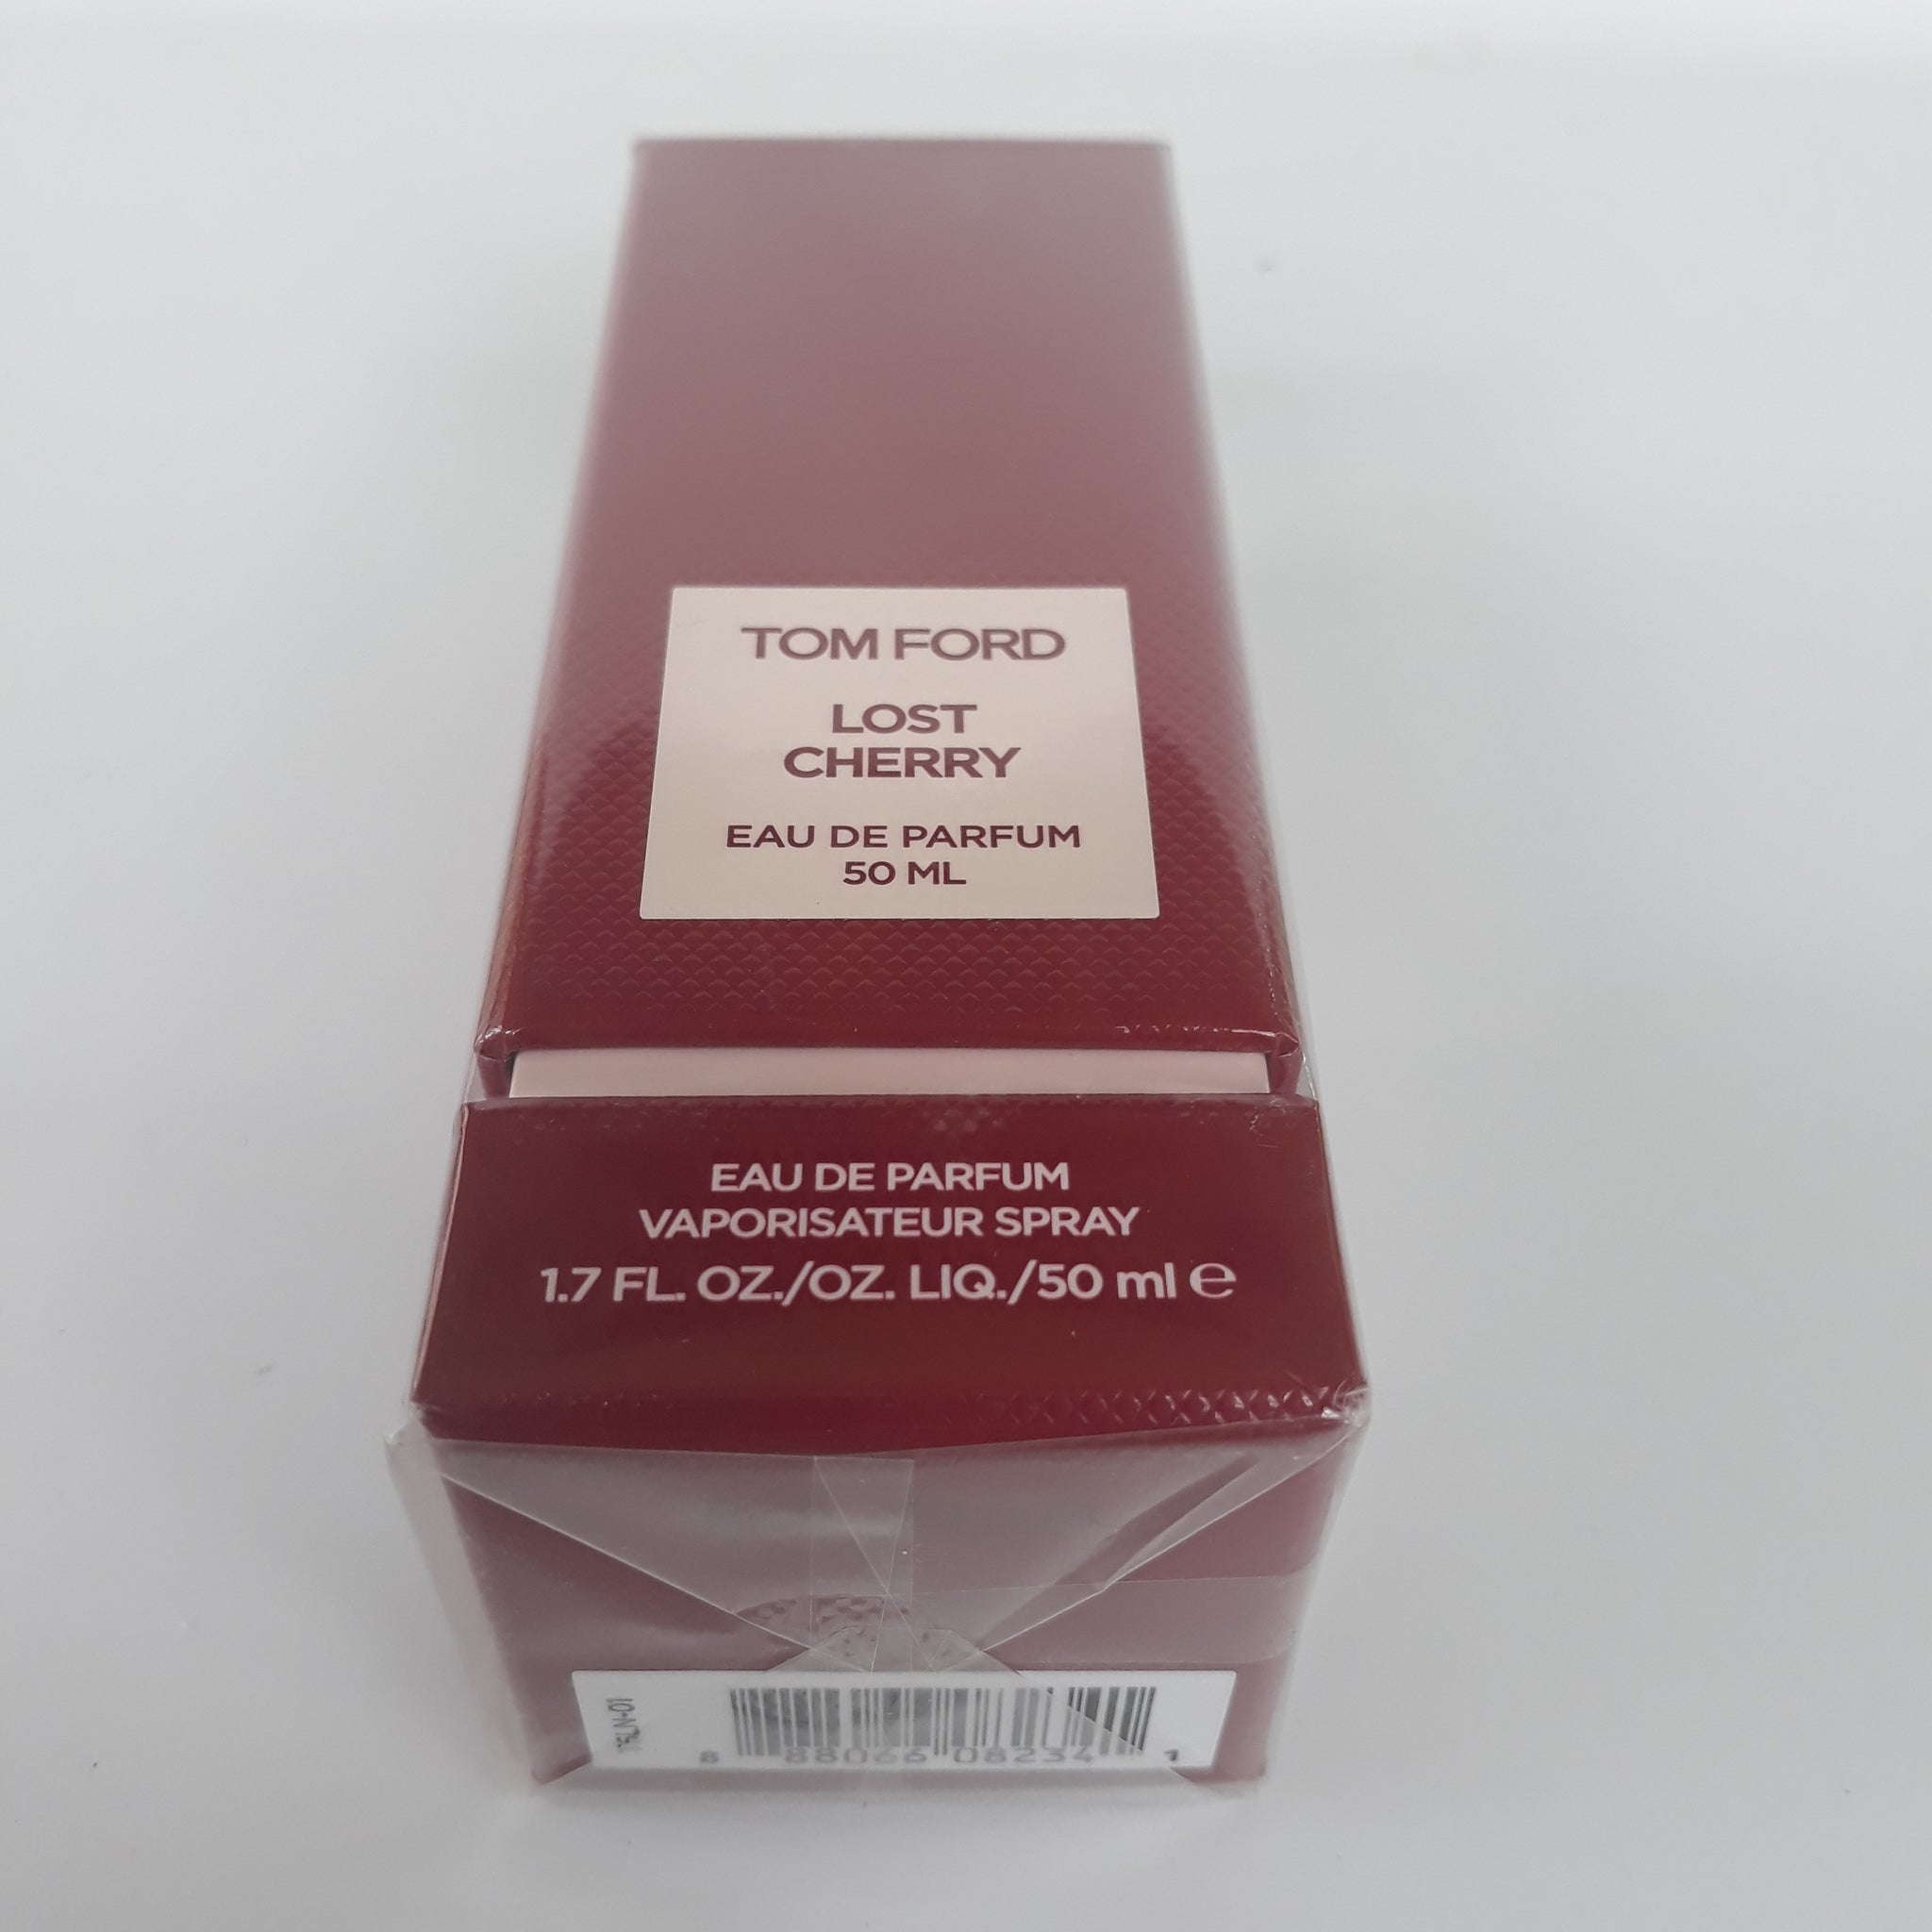 TOM FORD
LOST
CHERRY
EAU DE PARFUM
50 ML
EAU DE PARFUM
VAPORISATEUR SPRAY
1.7 FL. OZ./OZ. LIQ./50 ml ℮
8 88066 08234 1